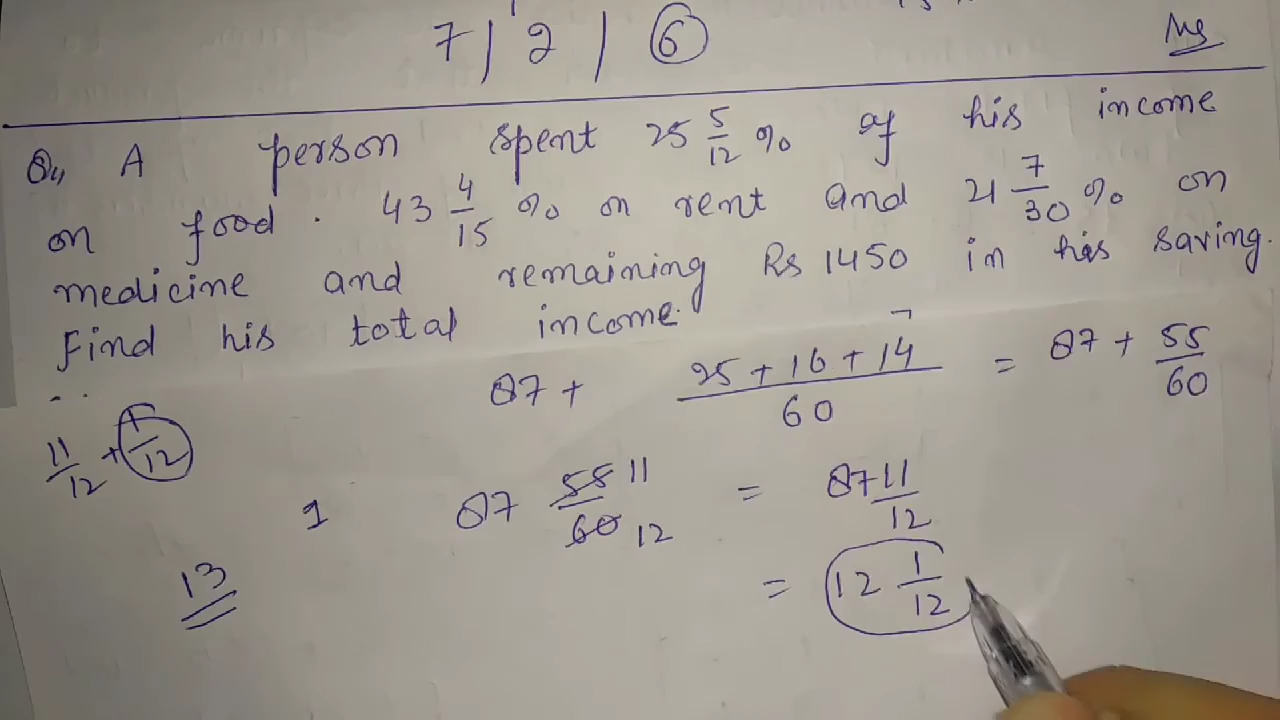 7 | 2 | 6
Ans
Q4 A person spent 25 5/12 % of his income
on food. 43 4/15 % on rent and 21 7/30 % on
medicine and remaining Rs 1450 in his saving.
Find his total income.
87 + 25 + 16 + 14 / 60 = 87 + 55/60
11/12 + 1/12
1 87 55/60 11/12 = 87 11/12
13
= 12 1/12